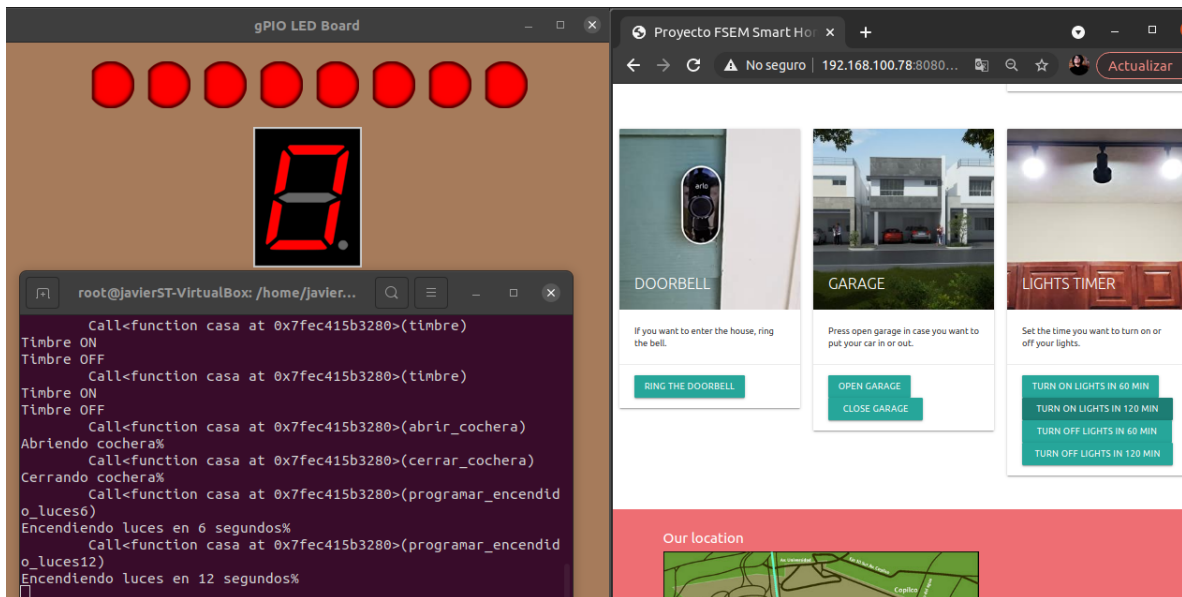 gPIO LED Board
root@javierST-VirtualBox: /home/javier...
Call<function casa at 0x7fec415b3280>(timbre)
Timbre ON
Timbre OFF
Call<function casa at 0x7fec415b3280>(timbre)
Timbre ON
Timbre OFF
Call<function casa at 0x7fec415b3280>(abrir_cochera)
Abriendo cochera%
Call<function casa at 0x7fec415b3280>(cerrar_cochera)
Cerrando cochera%
Call<function casa at 0x7fec415b3280>(programar_encendid
o_luces6)
Encendiendo luces en 6 segundos%
Call<function casa at 0x7fec415b3280>(programar_encendid
o_luces12)
Encendiendo luces en 12 segundos%
Proyecto FSEM Smart Hor
No seguro | 192.168.100.78:8080...
Actualizar
arlo
DOORBELL
If you want to enter the house, ring
the bell.
RING THE DOORBELL
GARAGE
Press open garage in case you want to
put your car in or out.
OPEN GARAGE
CLOSE GARAGE
LIGHTS TIMER
Set the time you want to turn on or
off your lights.
TURN ON LIGHTS IN 60 MIN
TURN ON LIGHTS IN 120 MIN
TURN OFF LIGHTS IN 60 MIN
TURN OFF LIGHTS IN 120 MIN
Our location
Av. Universidad
Copilco